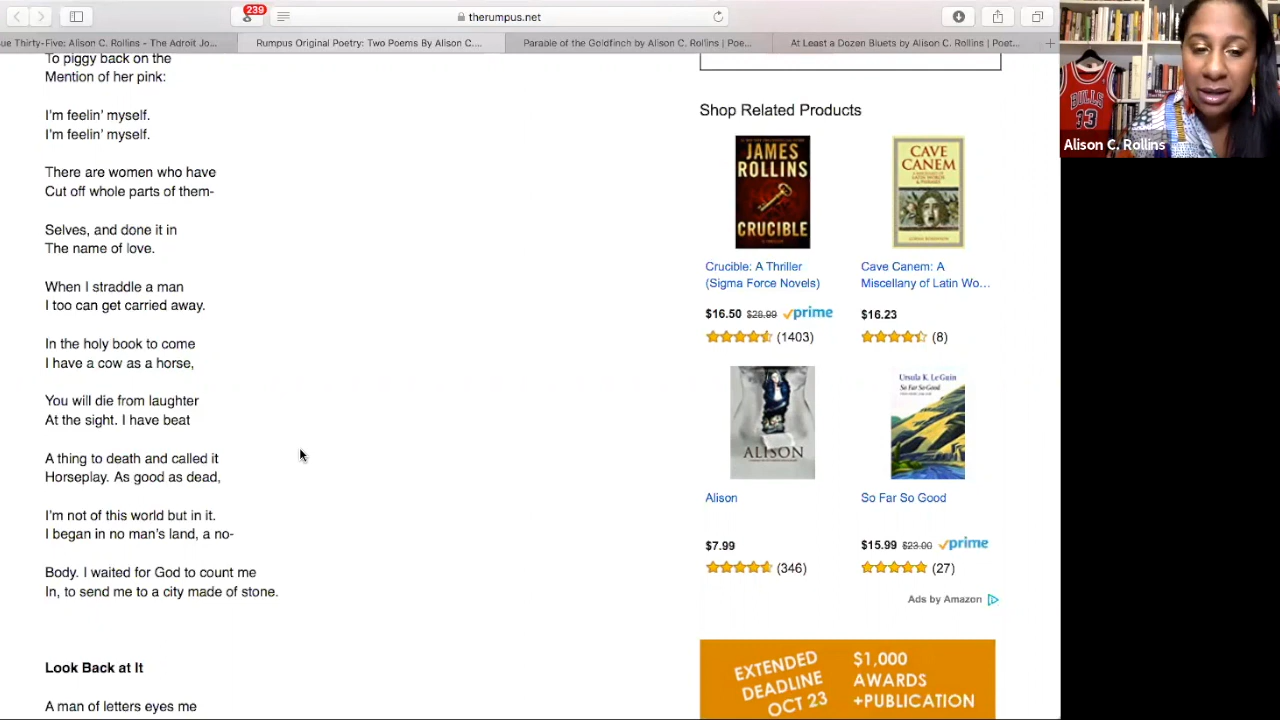 239
therumpus.net
ue Thirty-Five: Alison C. Rollins - The Adroit Jo...
Rumpus Original Poetry: Two Poems By Alison C....
Parable of the Goldfinch by Alison C. Rollins | Poe...
At Least a Dozen Bluets by Alison C. Rollins | Poet...
To piggy back on the
Mention of her pink:
I'm feelin' myself.
I'm feelin' myself.
There are women who have
Cut off whole parts of them-
Selves, and done it in
The name of love.
When I straddle a man
I too can get carried away.
In the holy book to come
I have a cow as a horse,
You will die from laughter
At the sight. I have beat
A thing to death and called it
Horseplay. As good as dead,
I'm not of this world but in it.
I began in no man's land, a no-
Body. I waited for God to count me
In, to send me to a city made of stone.
Look Back at It
A man of letters eyes me
Shop Related Products
JAMES
ROLLINS
CRUCIBLE
Crucible: A Thriller
(Sigma Force Novels)
$16.50 $28.99 prime
(1403)
CAVE
CANEM
Cave Canem: A
Miscellany of Latin Wo...
$16.23
(8)
ALISON
Alison
$7.99
(346)
Ursula K. Le Guin
So Far So Good
So Far So Good
$15.99 $23.00 prime
(27)
Ads by Amazon
EXTENDED
DEADLINE
OCT 23
$1,000
AWARDS
+PUBLICATION
BULLS
33
Alison C. Rollins